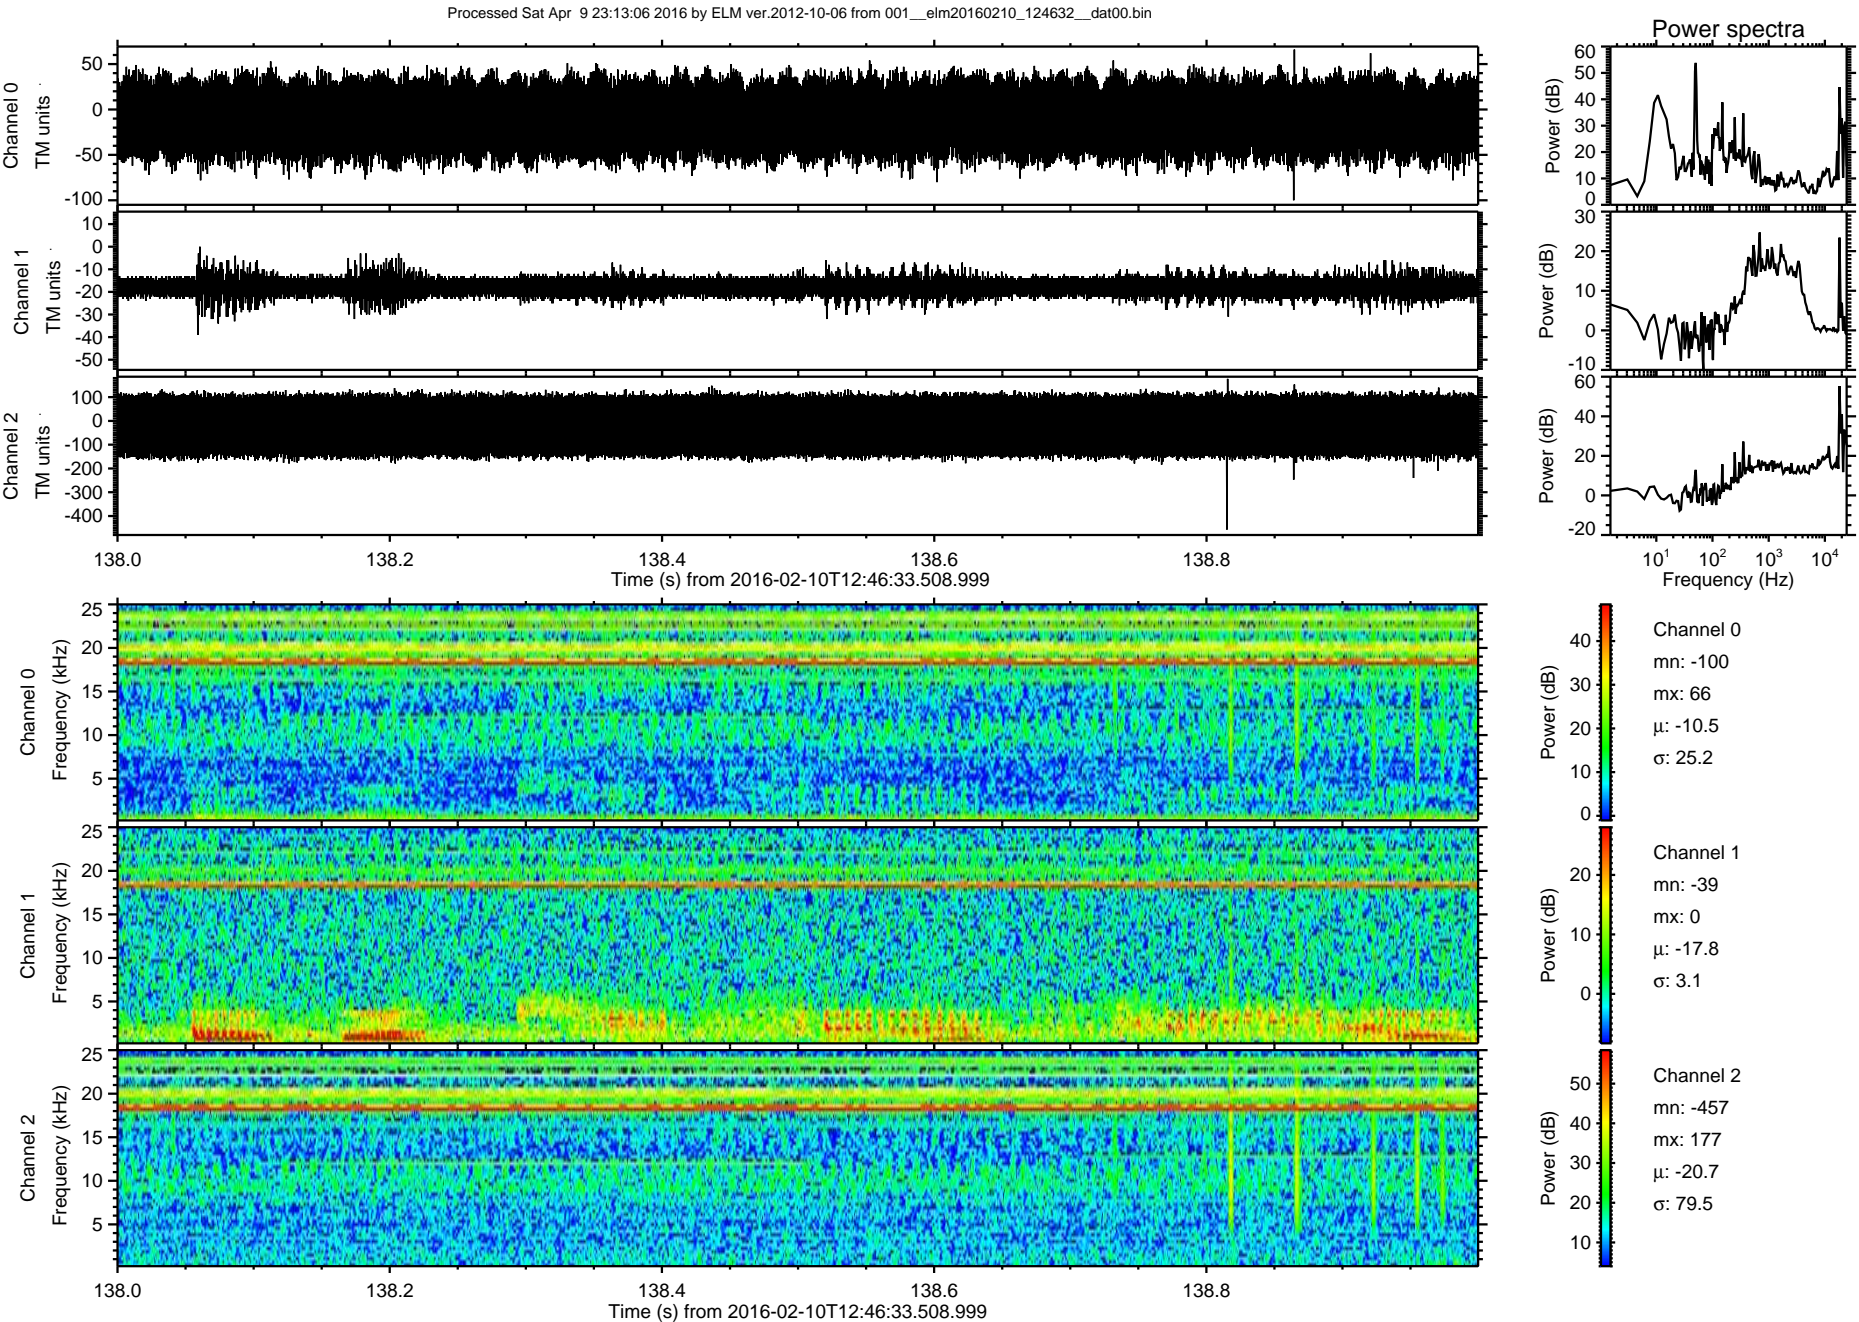 Processed Sat Apr  9 23:13:06 2016 by ELM ver.2012-10-06 from 001__elm20160210_124632__dat00.bin
Power spectra
Channel 0
TM units
50
0
-50
-100
Power (dB)
60
50
40
30
20
10
0
Channel 1
TM units
10
0
-10
-20
-30
-40
-50
Power (dB)
30
20
10
0
-10
Channel 2
TM units
100
0
-100
-200
-300
-400
Power (dB)
60
40
20
0
-20
138.0 138.2 138.4 138.6 138.8
Time (s) from 2016-02-10T12:46:33.508.999
10^1 10^2 10^3 10^4
Frequency (Hz)
Channel 0
Frequency (kHz)
25
20
15
10
5
Power (dB)
40
30
20
10
0
Channel 0
mn: -100
mx: 66
μ: -10.5
σ: 25.2
Channel 1
Frequency (kHz)
25
20
15
10
5
Power (dB)
20
10
0
Channel 1
mn: -39
mx: 0
μ: -17.8
σ: 3.1
Channel 2
Frequency (kHz)
25
20
15
10
5
Power (dB)
50
40
30
20
10
Channel 2
mn: -457
mx: 177
μ: -20.7
σ: 79.5
138.0 138.2 138.4 138.6 138.8
Time (s) from 2016-02-10T12:46:33.508.999